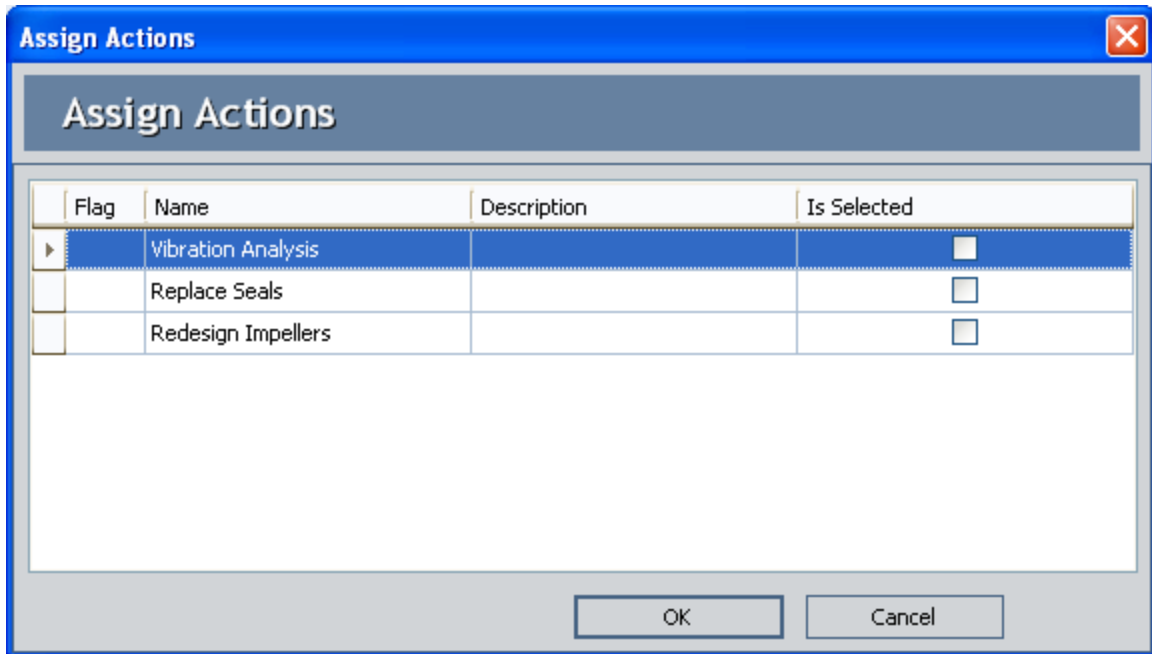 Assign Actions
Assign Actions
Flag Name Description Is Selected
Vibration Analysis
Replace Seals
Redesign Impellers
OK Cancel